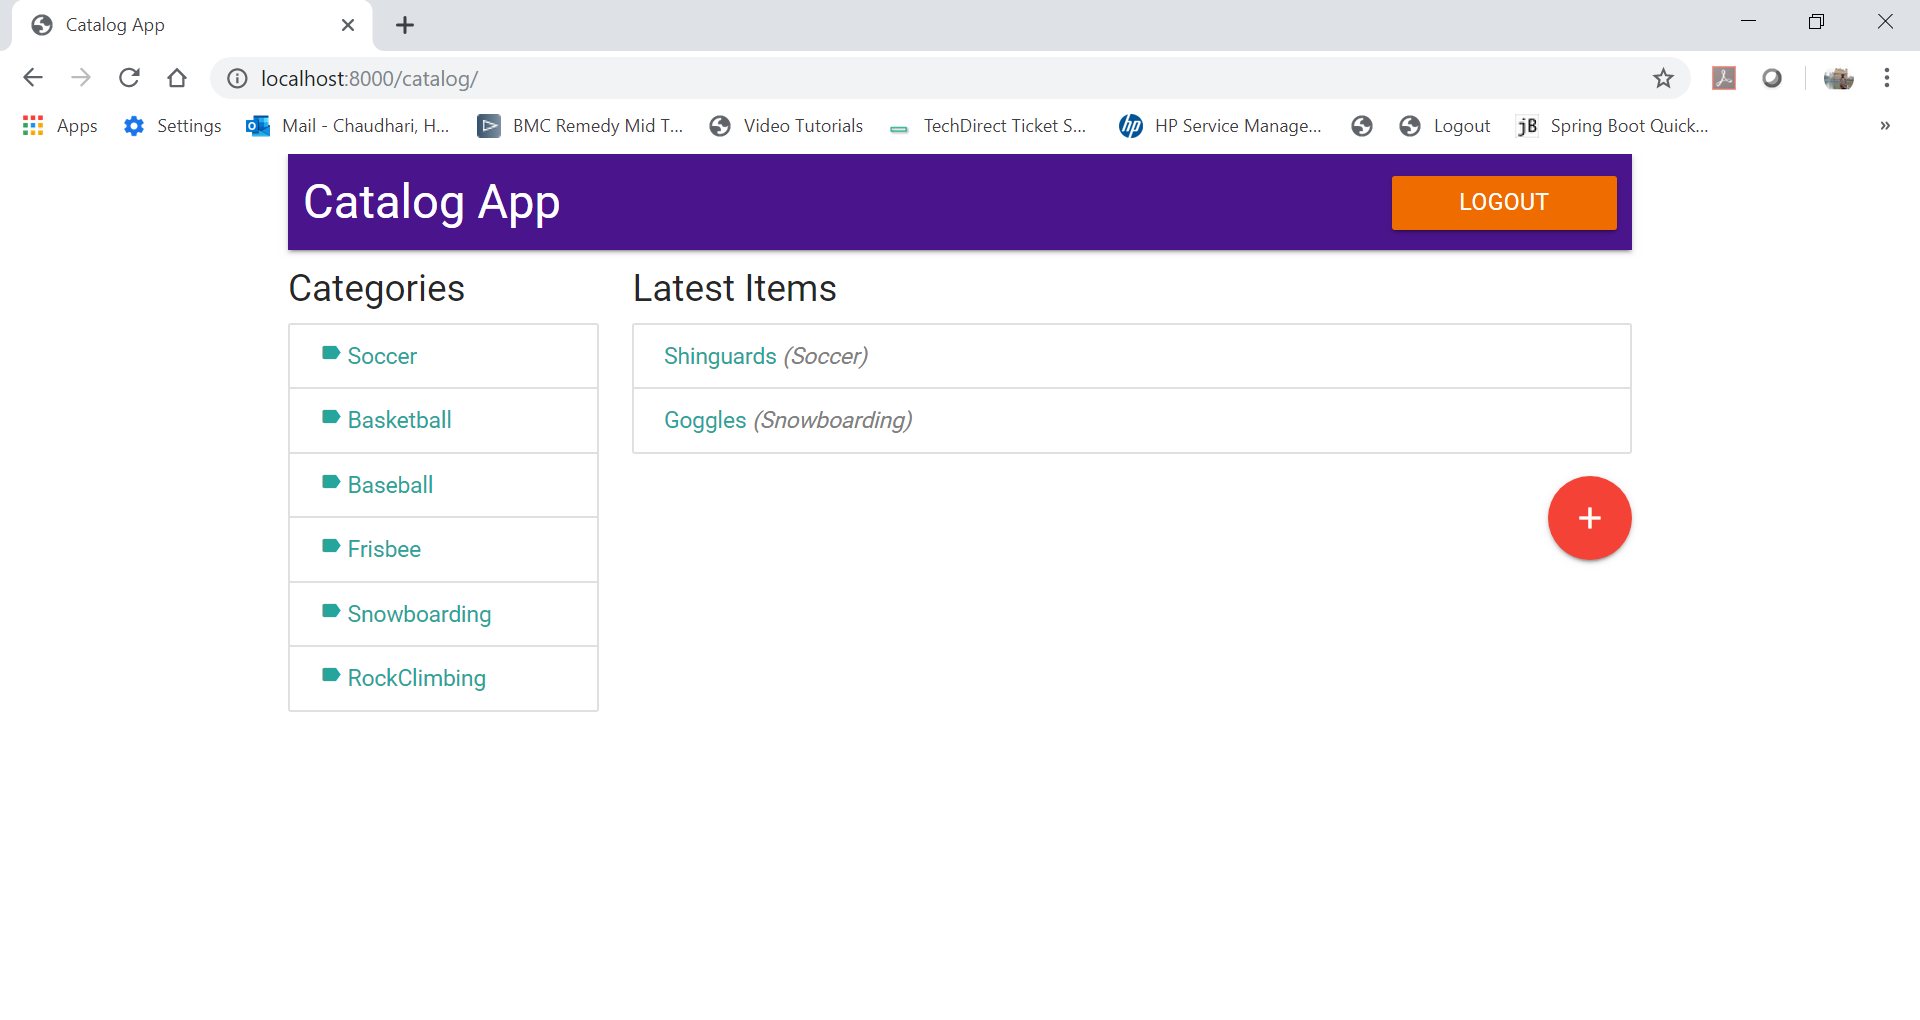 Catalog App
localhost:8000/catalog/
Apps Settings Mail - Chaudhari, H... BMC Remedy Mid T... Video Tutorials TechDirect Ticket S... HP Service Manage... Logout jB Spring Boot Quick... »
Catalog App LOGOUT
Categories
Soccer
Basketball
Baseball
Frisbee
Snowboarding
RockClimbing
Latest Items
Shinguards (Soccer)
Goggles (Snowboarding)